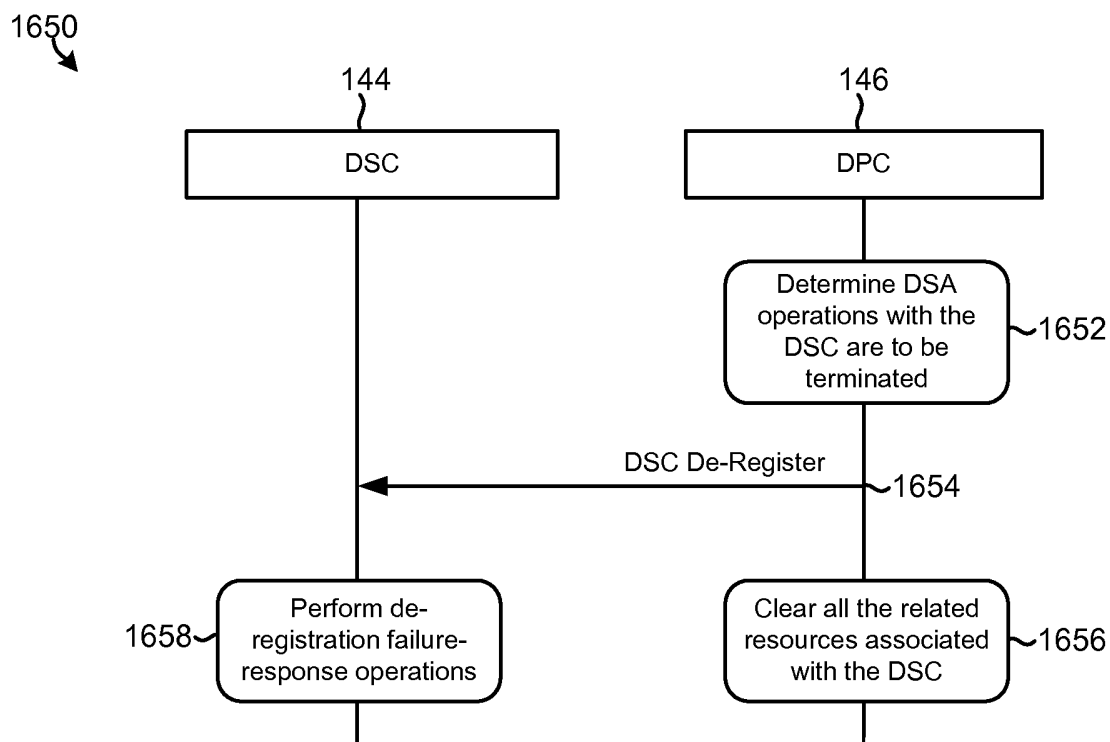 1650
144
146
DSC
DPC
Determine DSA
operations with the
DSC are to be
terminated
1652
DSC De-Register
1654
1658
Perform de-
registration failure-
response operations
Clear all the related
resources associated
with the DSC
1656